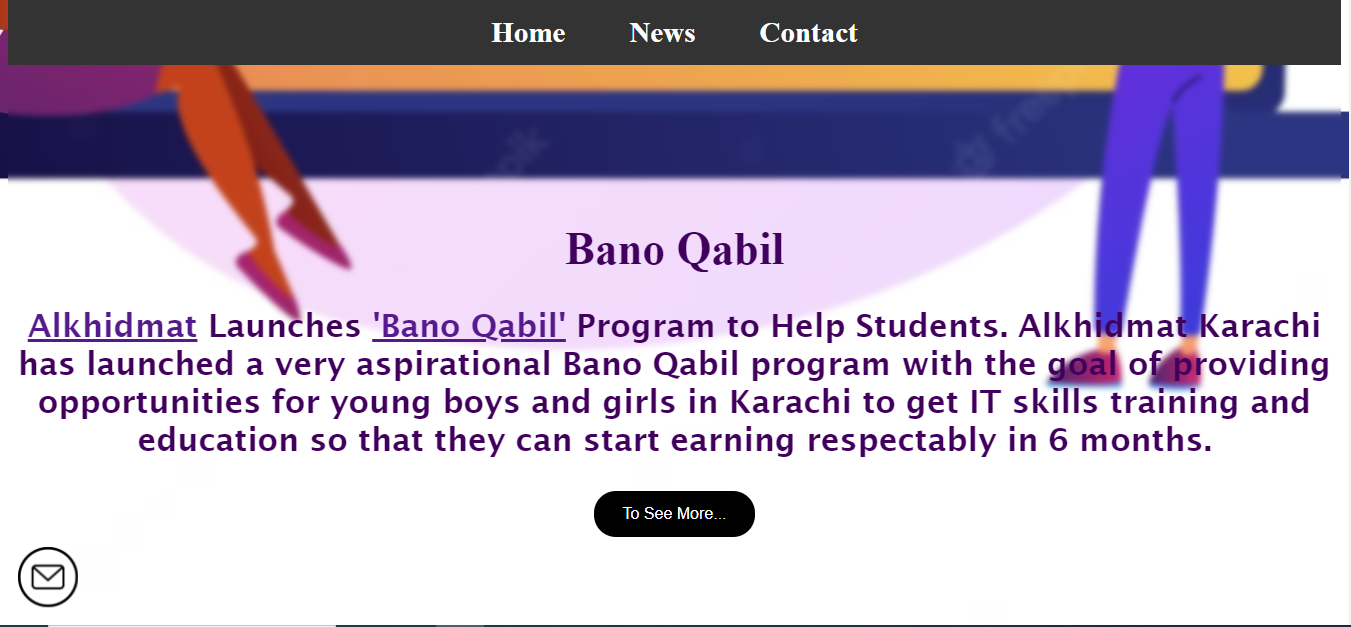 Home News Contact
freepik
Bano Qabil
Alkhidmat Launches 'Bano Qabil' Program to Help Students. Alkhidmat Karachi
has launched a very aspirational Bano Qabil program with the goal of providing
opportunities for young boys and girls in Karachi to get IT skills training and
education so that they can start earning respectably in 6 months.
To See More...